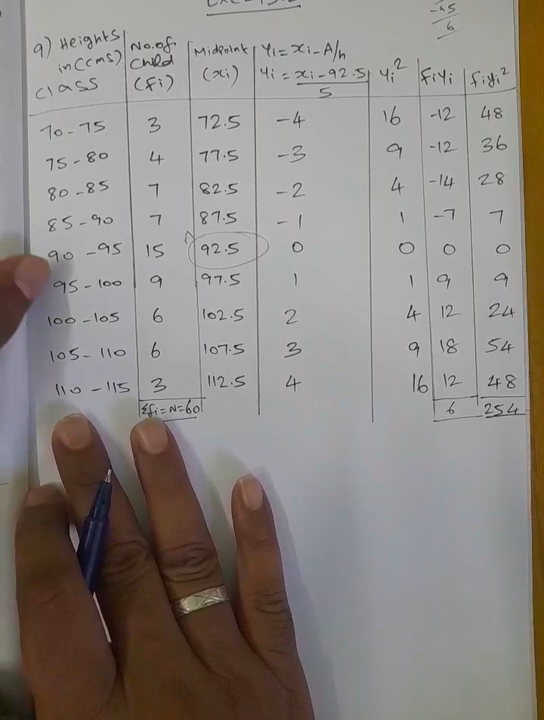 -45
6
9) Heights in(cms) class | No.of child (fi) | Midpoint (xi) | yi = xi-A/h yi = xi-92.5/5 | yi² | fiyi | fiyi²
70-75 3 72.5 -4 16 -12 48
75-80 4 77.5 -3 9 -12 36
80-85 7 82.5 -2 4 -14 28
85-90 7 87.5 -1 1 -7 7
90-95 15 92.5 0 0 0 0
95-100 9 97.5 1 1 9 9
100-105 6 102.5 2 4 12 24
105-110 6 107.5 3 9 18 54
110-115 3 112.5 4 16 12 48
Σfi=N=60 6 254